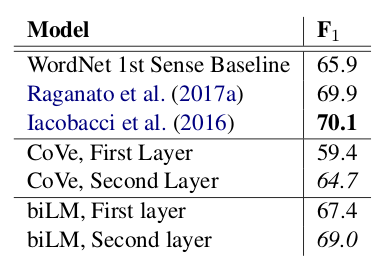 Model F1
WordNet 1st Sense Baseline 65.9
Raganato et al. (2017a) 69.9
Iacobacci et al. (2016) 70.1
CoVe, First Layer 59.4
CoVe, Second Layer 64.7
biLM, First layer 67.4
biLM, Second layer 69.0